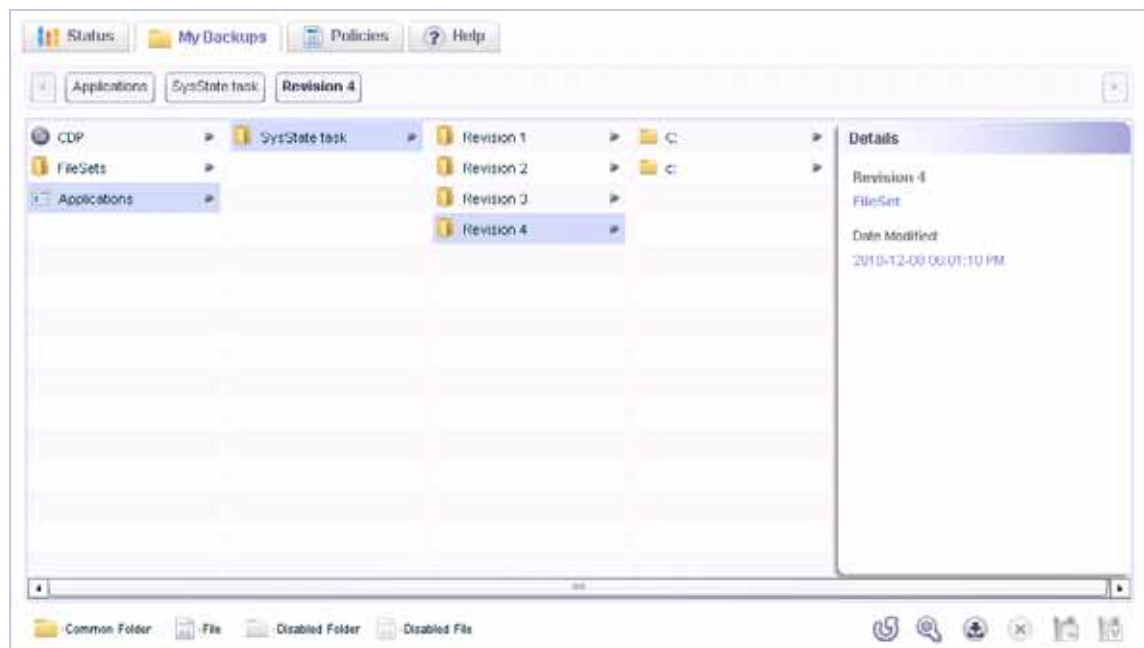 Status My Backups Policies ? Help
Applications SysState task Revision 4
CDP SysState task Revision 1 C: Details
FileSets Revision 2 c:
Applications Revision 3
Revision 4
Revision 4
FileSet
Date Modified:
PM
Common Folder File Disabled Folder Disabled File